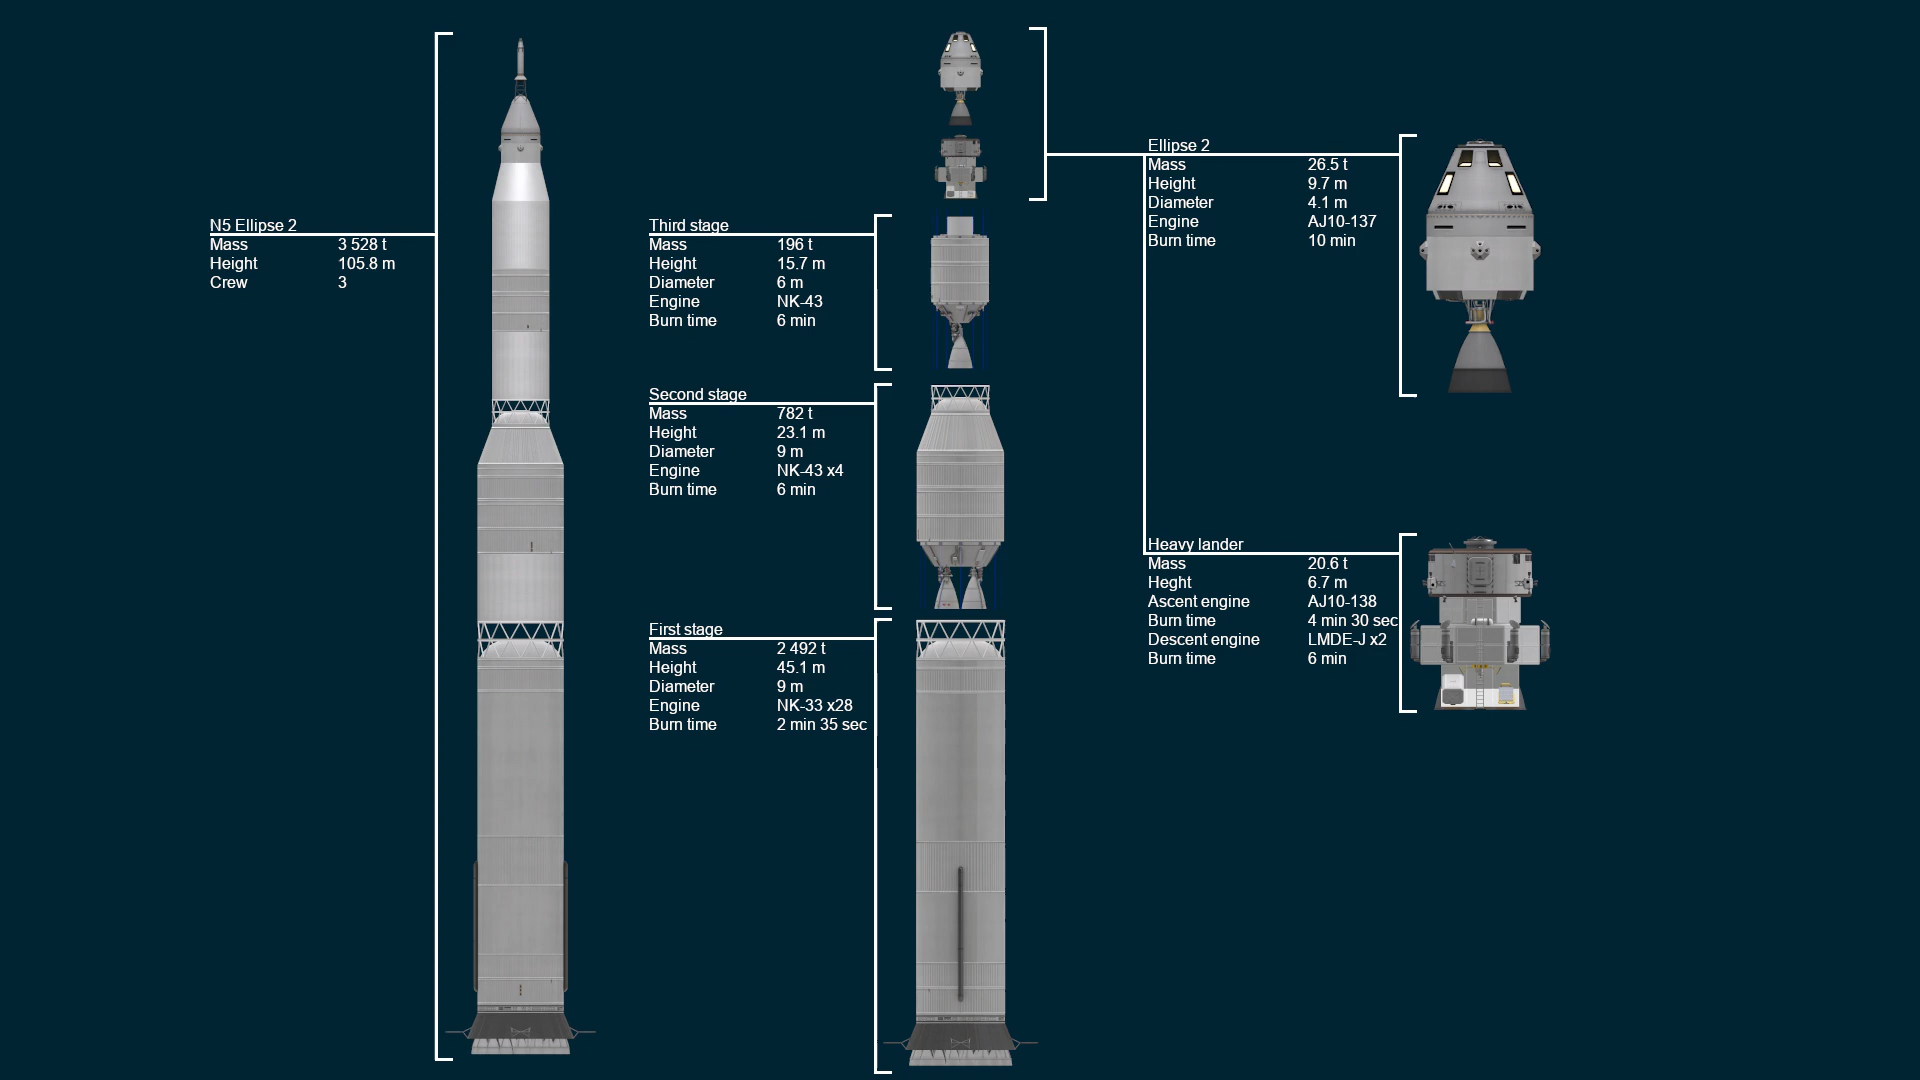 N5 Ellipse 2
Mass 3 528 t
Height 105.8 m
Crew 3
Third stage
Mass 196 t
Height 15.7 m
Diameter 6 m
Engine NK-43
Burn time 6 min
Second stage
Mass 782 t
Height 23.1 m
Diameter 9 m
Engine NK-43 x4
Burn time 6 min
First stage
Mass 2 492 t
Height 45.1 m
Diameter 9 m
Engine NK-33 x28
Burn time 2 min 35 sec
Ellipse 2
Mass 26.5 t
Height 9.7 m
Diameter 4.1 m
Engine AJ10-137
Burn time 10 min
Heavy lander
Mass 20.6 t
Heght 6.7 m
Ascent engine AJ10-138
Burn time 4 min 30 sec
Descent engine LMDE-J x2
Burn time 6 min